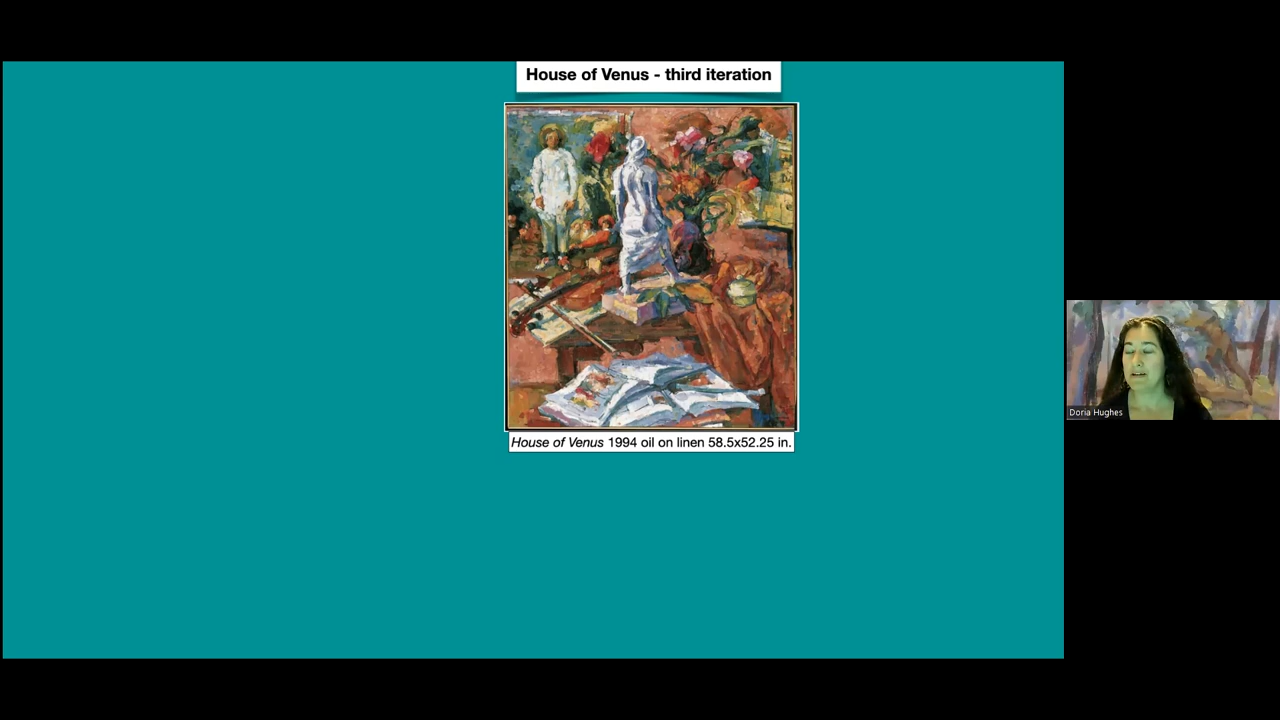 House of Venus - third iteration
House of Venus 1994 oil on linen 58.5x52.25 in.
Doria Hughes